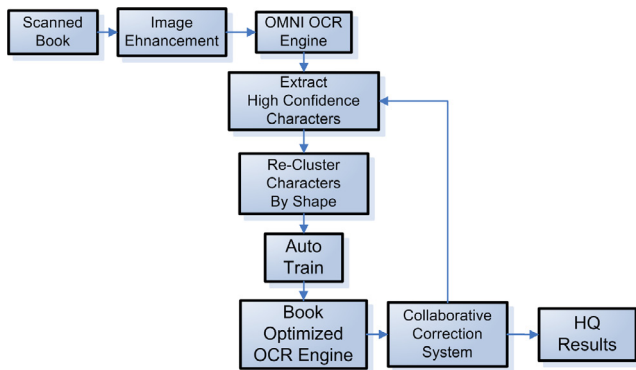 Scanned
Book
Image
Ehnancement
OMNI OCR
Engine
Extract
High Confidence
Characters
Re-Cluster
Characters
By Shape
Auto
Train
Book
Optimized
OCR Engine
Collaborative
Correction
System
HQ
Results